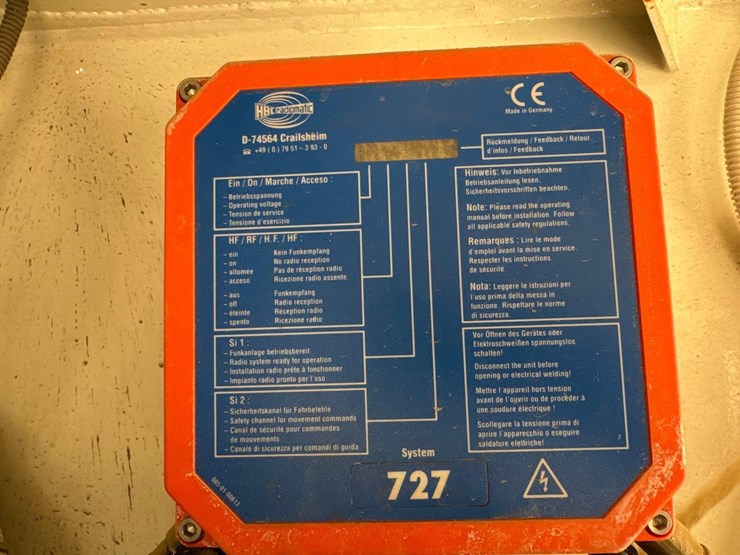 HBC radiomatic
D-74564 Crailsheim
☎ +49 ( 0 ) 79 51 – 3 93 - 0
CE
Made in Germany
Rückmeldung / Feedback / Retour
d'infos / Feedback
Ein / On / Marche / Acceso :
– Betriebsspannung
– Operating voltage
– Tension de service
– Tensione d'esercizio
HF / RF / H.F. / HF :
– ein Kein Funkempfang
– on No radio reception
– allumée Pas de réception radio
– acceso Ricezione radio assente
– aus Funkempfang
– off Radio reception
– éteinte Réception radio
– spento Ricezione radio
Si 1 :
– Funkanlage betriebsbereit
– Radio system ready for operation
– Installation radio prête à fonctionner
– Impianto radio pronto per l'uso
Si 2 :
– Sicherheitskanal für Fahrbefehle
– Safety channel for movement commands
– Canal de sécurité pour commandes
de mouvements
– Canale di sicurezza per comandi di guida
Hinweis: Vor Inbetriebnahme
Betriebsanleitung lesen.
Sicherheitsvorschriften beachten.
Note: Please read the operating
manual before installation. Follow
all applicable safety regulations.
Remarques : Lire le mode
d'emploi avant la mise en service.
Respecter les instructions
de sécurité.
Nota: Leggere le istruzioni per
l'uso prima della messa in
funzione. Rispettare le norme
di sicurezza.
Vor Öffnen des Gerätes oder
Elektroschweißen spannungslos
schalten!
Disconnect the unit before
opening or electrical welding!
Mettre l'appareil hors tension
avant de l'ouvrir ou de procéder à
une soudure électrique !
Scollegare la tensione prima di
aprire l'apparecchio o eseguire
saldature elettriche!
System
727